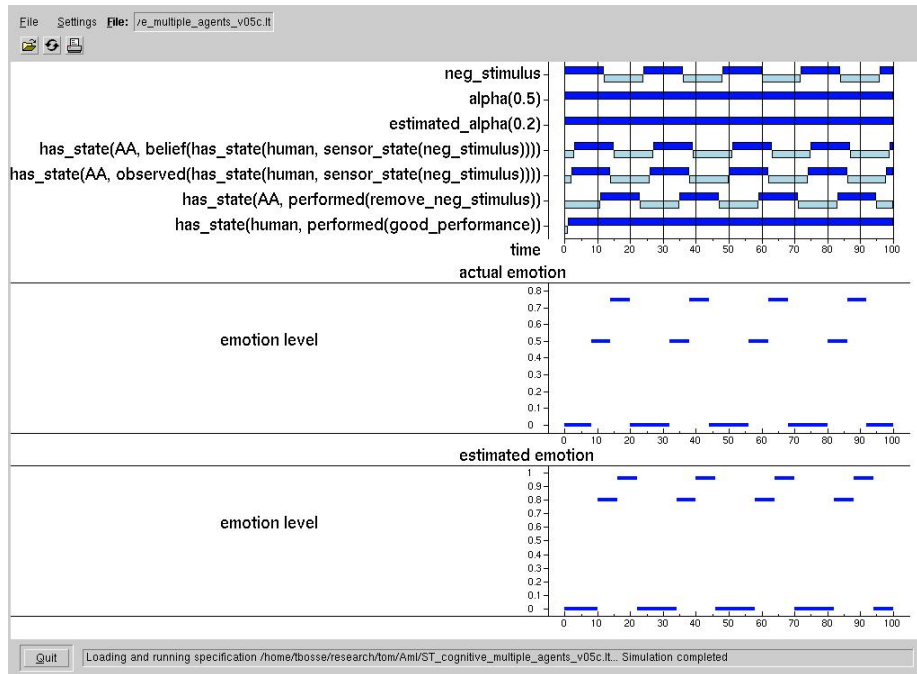 File Settings File: /e_multiple_agents_v05c.lt
neg_stimulus
alpha(0.5)
estimated_alpha(0.2)
has_state(AA, belief(has_state(human, sensor_state(neg_stimulus))))
has_state(AA, observed(has_state(human, sensor_state(neg_stimulus))))
has_state(AA, performed(remove_neg_stimulus))
has_state(human, performed(good_performance))
time 0 10 20 30 40 50 60 70 80 90 100
actual emotion
0.8
0.7
0.6
0.5
emotion level
0.4
0.3
0.2
0.1
0
0 10 20 30 40 50 60 70 80 90 100
estimated emotion
1
0.9
0.8
0.7
emotion level
0.6
0.5
0.4
0.3
0.2
0.1
0
0 10 20 30 40 50 60 70 80 90 100
Quit Loading and running specification /home/tbosse/research/tom/AmI/ST_cognitive_multiple_agents_v05c.lt... Simulation completed